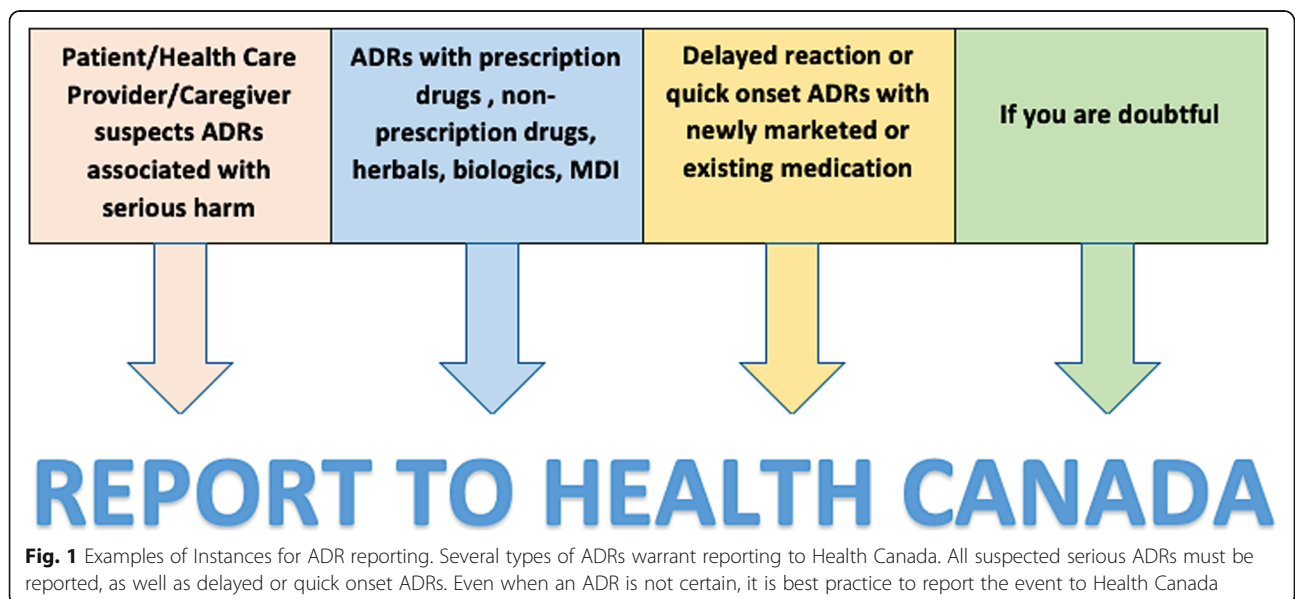 Patient/Health Care
Provider/Caregiver
suspects ADRs
associated with
serious harm
ADRs with prescription
drugs , non-
prescription drugs,
herbals, biologics, MDI
Delayed reaction or
quick onset ADRs with
newly marketed or
existing medication
If you are doubtful
REPORT TO HEALTH CANADA
Fig. 1 Examples of Instances for ADR reporting. Several types of ADRs warrant reporting to Health Canada. All suspected serious ADRs must be
reported, as well as delayed or quick onset ADRs. Even when an ADR is not certain, it is best practice to report the event to Health Canada